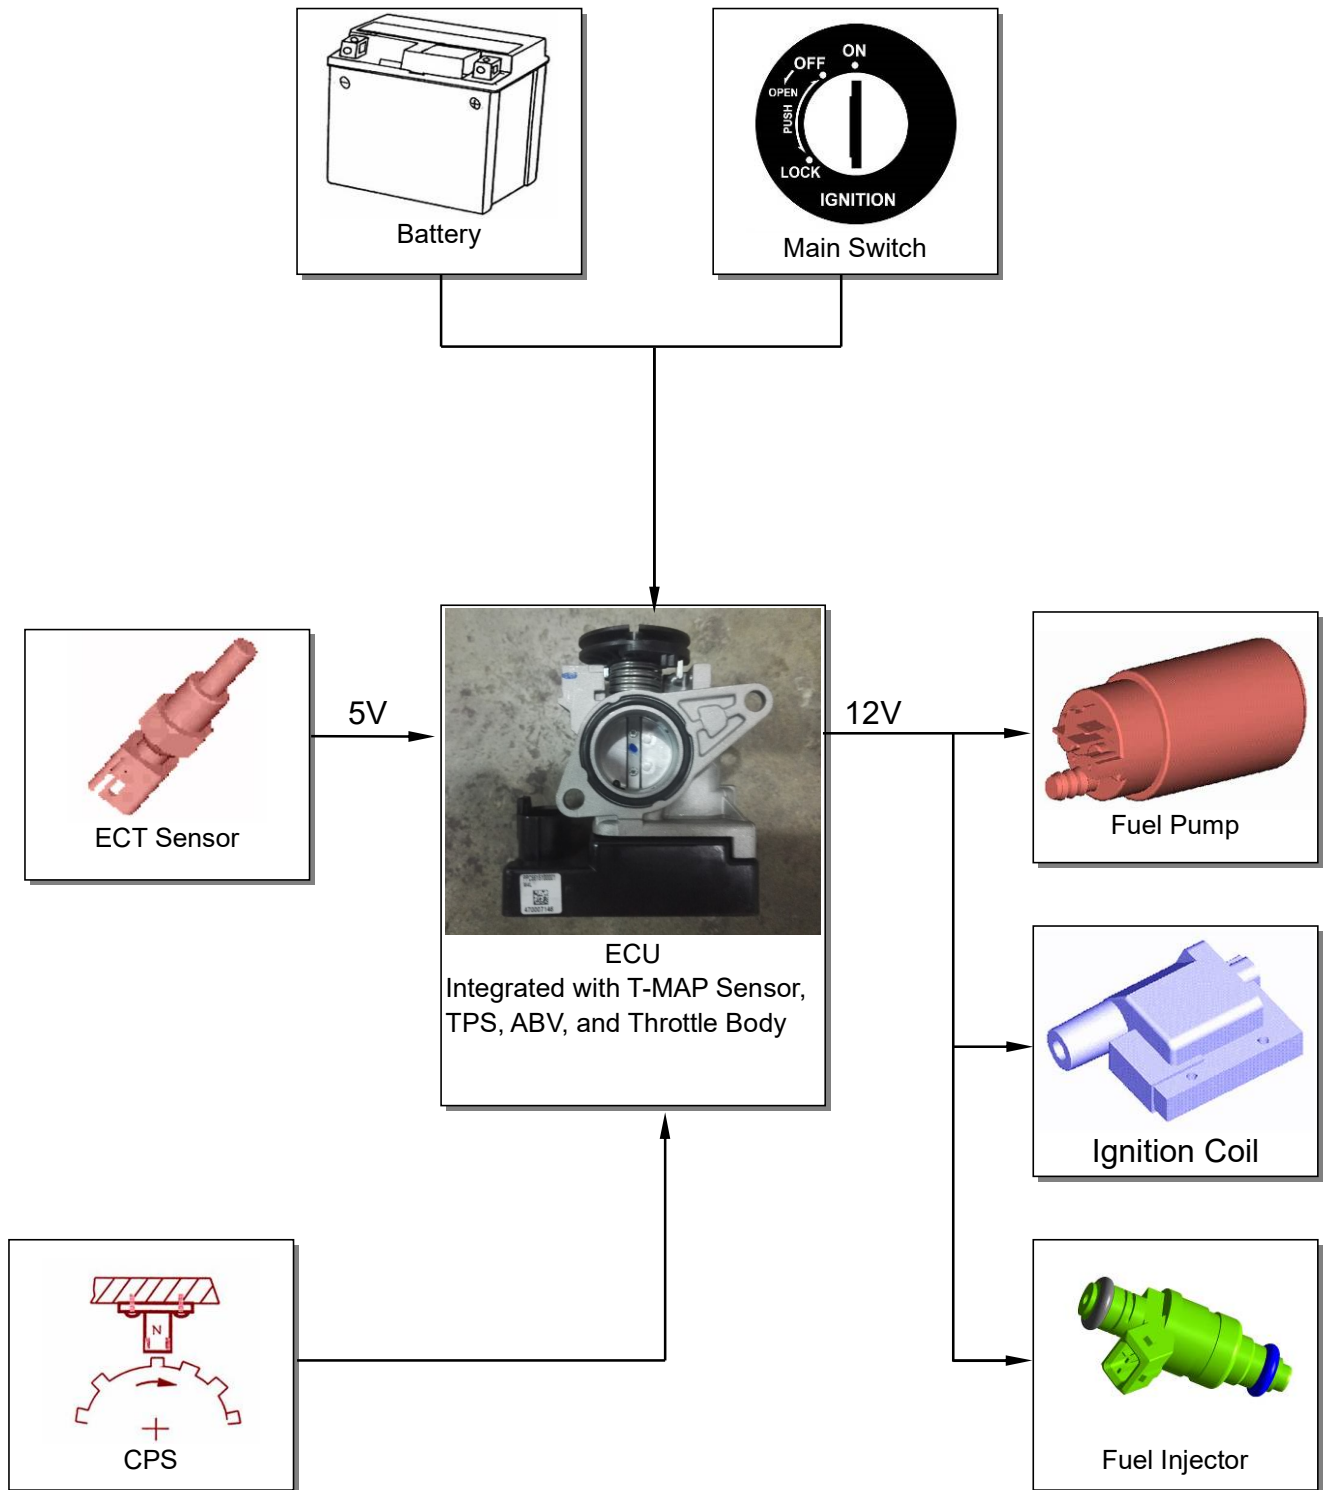 ON
OFF
OPEN
PUSH
LOCK
IGNITION
Battery
Main Switch
5V
12V
ECT Sensor
Fuel Pump
ECU
Integrated with T-MAP Sensor,
TPS, ABV, and Throttle Body
Ignition Coil
N
CPS
Fuel Injector